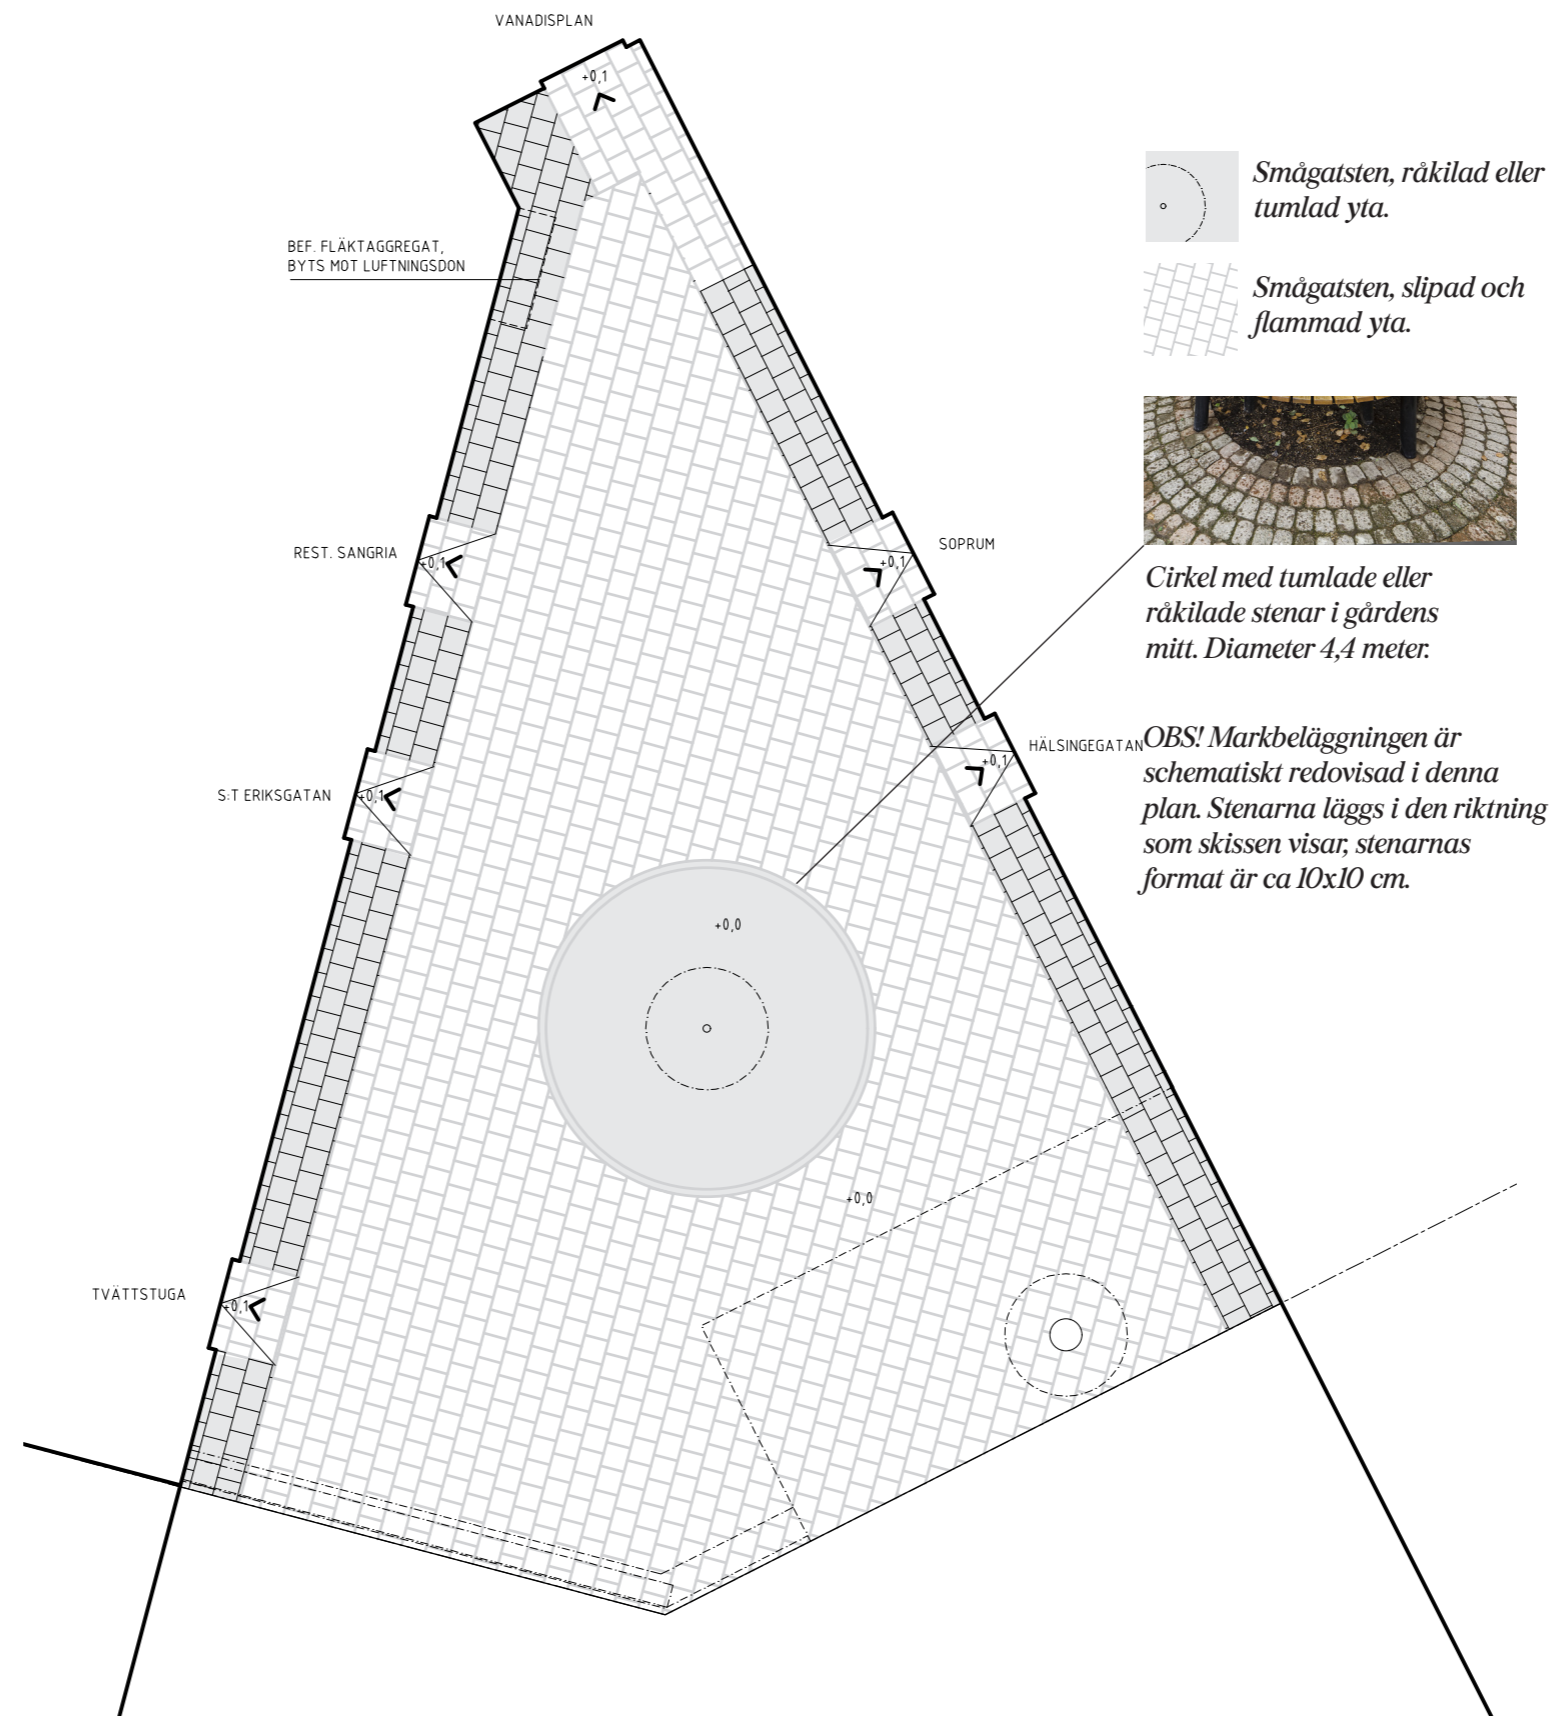 VANADISPLAN
+0,1
BEF. FLÄKTAGGREGAT,
BYTS MOT LUFTNINGSDON
REST. SANGRIA
+0,1
SOPRUM
+0,1
S:T ERIKSGATAN
+0,1
HÄLSINGEGATAN
+0,1
+0,0
+0,0
TVÄTTSTUGA
+0,1
Smågatsten, råkilad eller
tumlad yta.
Smågatsten, slipad och
flammad yta.
Cirkel med tumlade eller
råkilade stenar i gårdens
mitt. Diameter 4,4 meter.
OBS! Markbeläggningen är
schematiskt redovisad i denna
plan. Stenarna läggs i den riktning
som skissen visar, stenarnas
format är ca 10x10 cm.